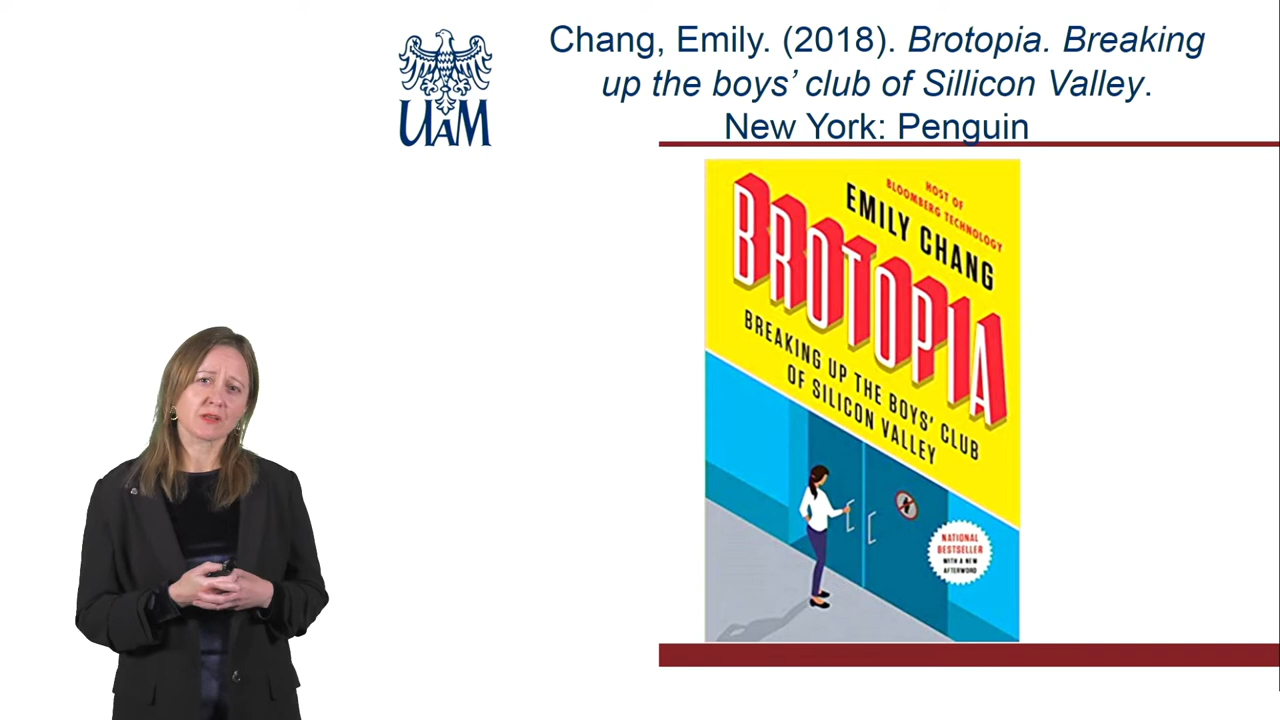 Chang, Emily. (2018). Brotopia. Breaking
up the boys’ club of Sillicon Valley.
New York: Penguin
UAM
HOST OF
BLOOMBERG TECHNOLOGY
EMILY CHANG
BROTOPIA
BREAKING UP THE BOYS’ CLUB
OF SILICON VALLEY
NATIONAL
BESTSELLER
WITH A NEW
AFTERWORD